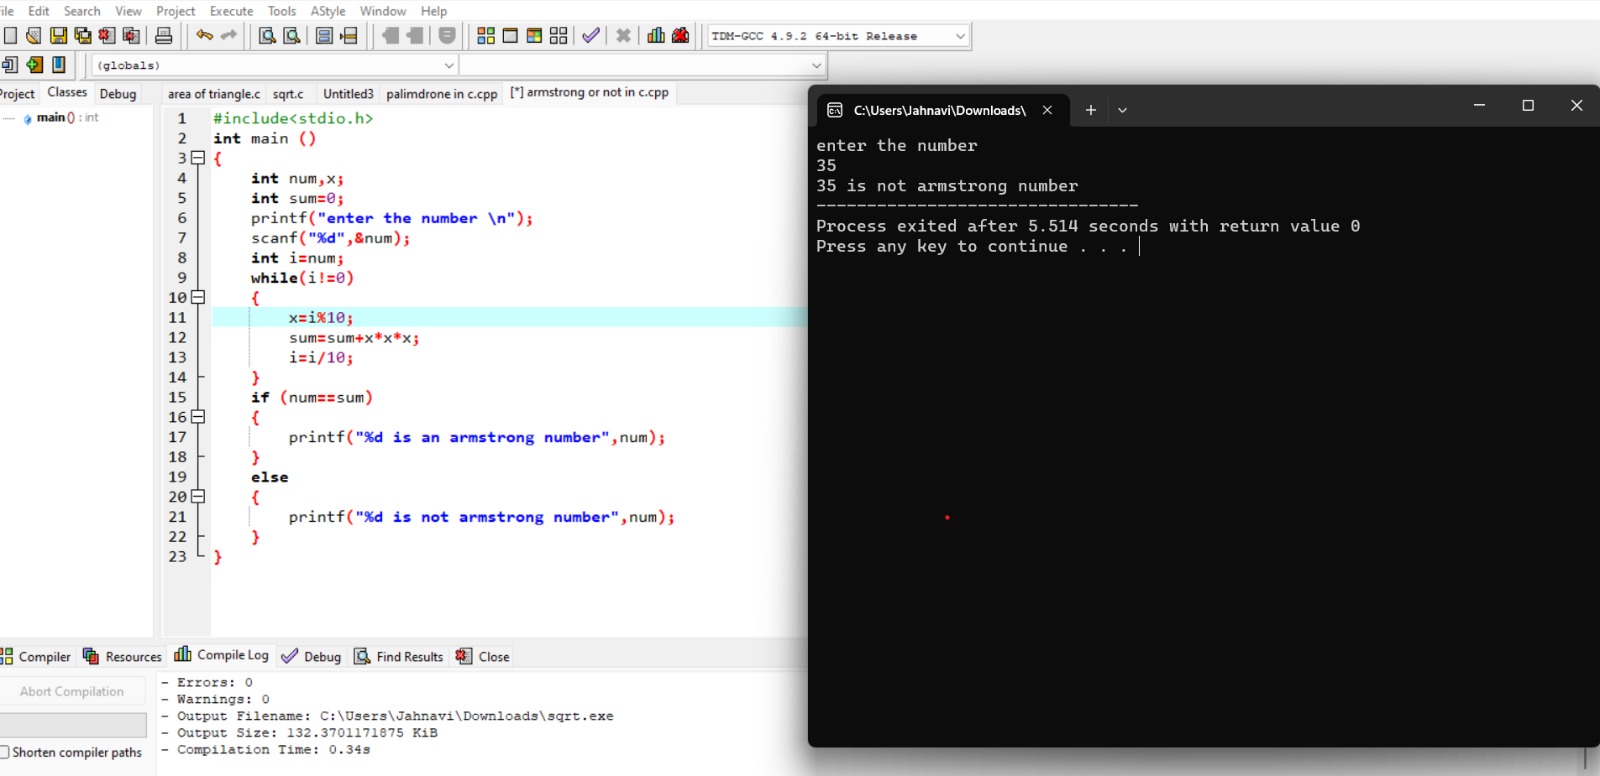 ile Edit Search View Project Execute Tools AStyle Window Help
TDM-GCC 4.9.2 64-bit Release
(globals)
Project Classes Debug
main () : int
area of triangle.c sqrt.c Untitled3 palimdrone in c.cpp [*] armstrong or not in c.cpp
1 #include<stdio.h>
2 int main ()
3 {
4 int num,x;
5 int sum=0;
6 printf("enter the number \n");
7 scanf("%d",&num);
8 int i=num;
9 while(i!=0)
10 {
11 x=i%10;
12 sum=sum+x*x*x;
13 i=i/10;
14 }
15 if (num==sum)
16 {
17 printf("%d is an armstrong number",num);
18 }
19 else
20 {
21 printf("%d is not armstrong number",num);
22 }
23 }
C:\Users\Jahnavi\Downloads\
enter the number
35
35 is not armstrong number
--------------------------------
Process exited after 5.514 seconds with return value 0
Press any key to continue . . .
Compiler Resources Compile Log Debug Find Results Close
Abort Compilation
Shorten compiler paths
- Errors: 0
- Warnings: 0
- Output Filename: C:\Users\Jahnavi\Downloads\sqrt.exe
- Output Size: 132.3701171875 KiB
- Compilation Time: 0.34s